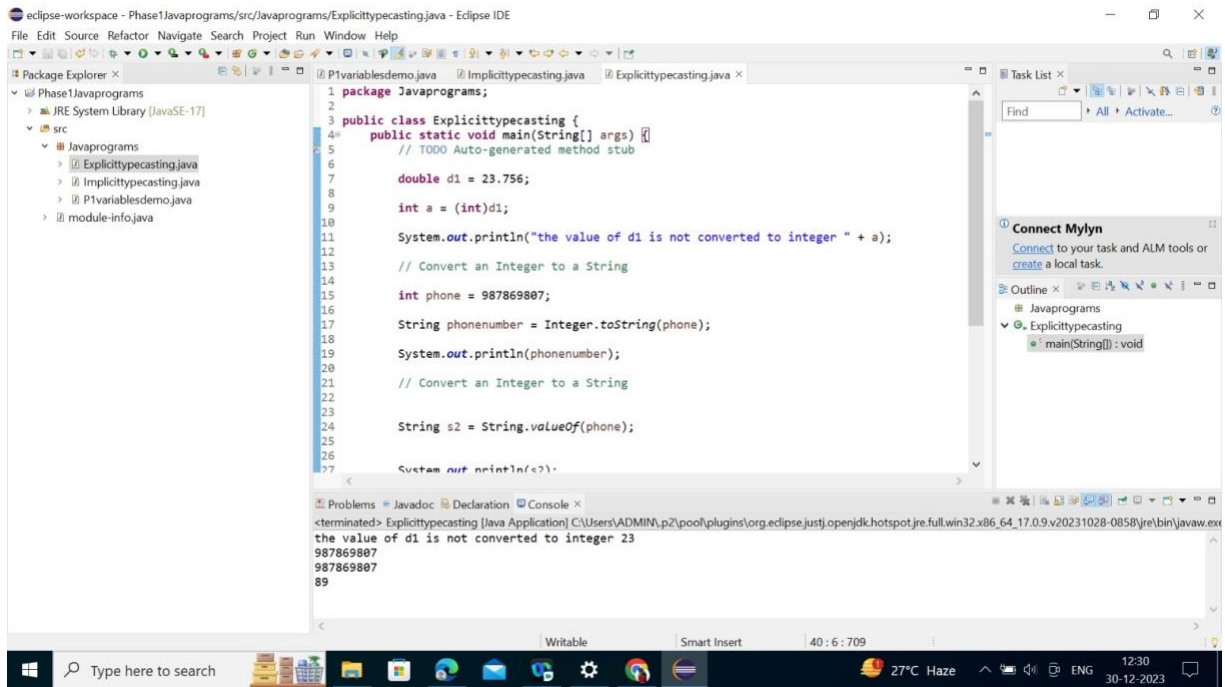 eclipse-workspace - Phase1Javaprograms/src/Javaprograms/Explicittypecasting.java - Eclipse IDE
File Edit Source Refactor Navigate Search Project Run Window Help
Package Explorer
Phase1Javaprograms
JRE System Library [JavaSE-17]
src
Javaprograms
Explicittypecasting.java
Implicittypecasting.java
P1variablesdemo.java
module-info.java
P1variablesdemo.java Implicittypecasting.java Explicittypecasting.java
1 package Javaprograms;
2
3 public class Explicittypecasting {
4 public static void main(String[] args) {
5 // TODO Auto-generated method stub
6
7 double d1 = 23.756;
8
9 int a = (int)d1;
10
11 System.out.println("the value of d1 is not converted to integer " + a);
12
13 // Convert an Integer to a String
14
15 int phone = 987869807;
16
17 String phonenumber = Integer.toString(phone);
18
19 System.out.println(phonenumber);
20
21 // Convert an Integer to a String
22
23
24 String s2 = String.valueOf(phone);
25
26
27 System.out.println(s2);
Task List
Find All Activate...
Connect Mylyn
Connect to your task and ALM tools or
create a local task.
Outline
Javaprograms
Explicittypecasting
main(String[]) : void
Problems Javadoc Declaration Console
<terminated> Explicittypecasting [Java Application] C:\Users\ADMIN\.p2\pool\plugins\org.eclipse.justj.openjdk.hotspot.jre.full.win32.x86_64_17.0.9.v20231028-0858\jre\bin\javaw.exe
the value of d1 is not converted to integer 23
987869807
987869807
89
Writable Smart Insert 40 : 6 : 709
Type here to search
27°C Haze ENG
12:30
30-12-2023